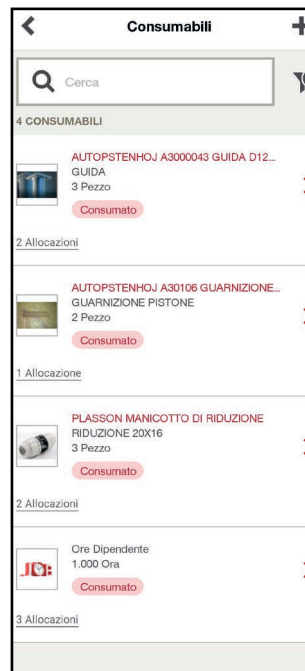 Consumabili
Cerca
4 CONSUMABILI
AUTOPSTENHOJ A3000043 GUIDA D12...
GUIDA
3 Pezzo
Consumato
2 Allocazioni
AUTOPSTENHOJ A30106 GUARNIZIONE...
GUARNIZIONE PISTONE
2 Pezzo
Consumato
1 Allocazione
PLASSON MANICOTTO DI RIDUZIONE
RIDUZIONE 20X16
3 Pezzo
Consumato
2 Allocazioni
Ore Dipendente
1.000 Ora
Consumato
3 Allocazioni